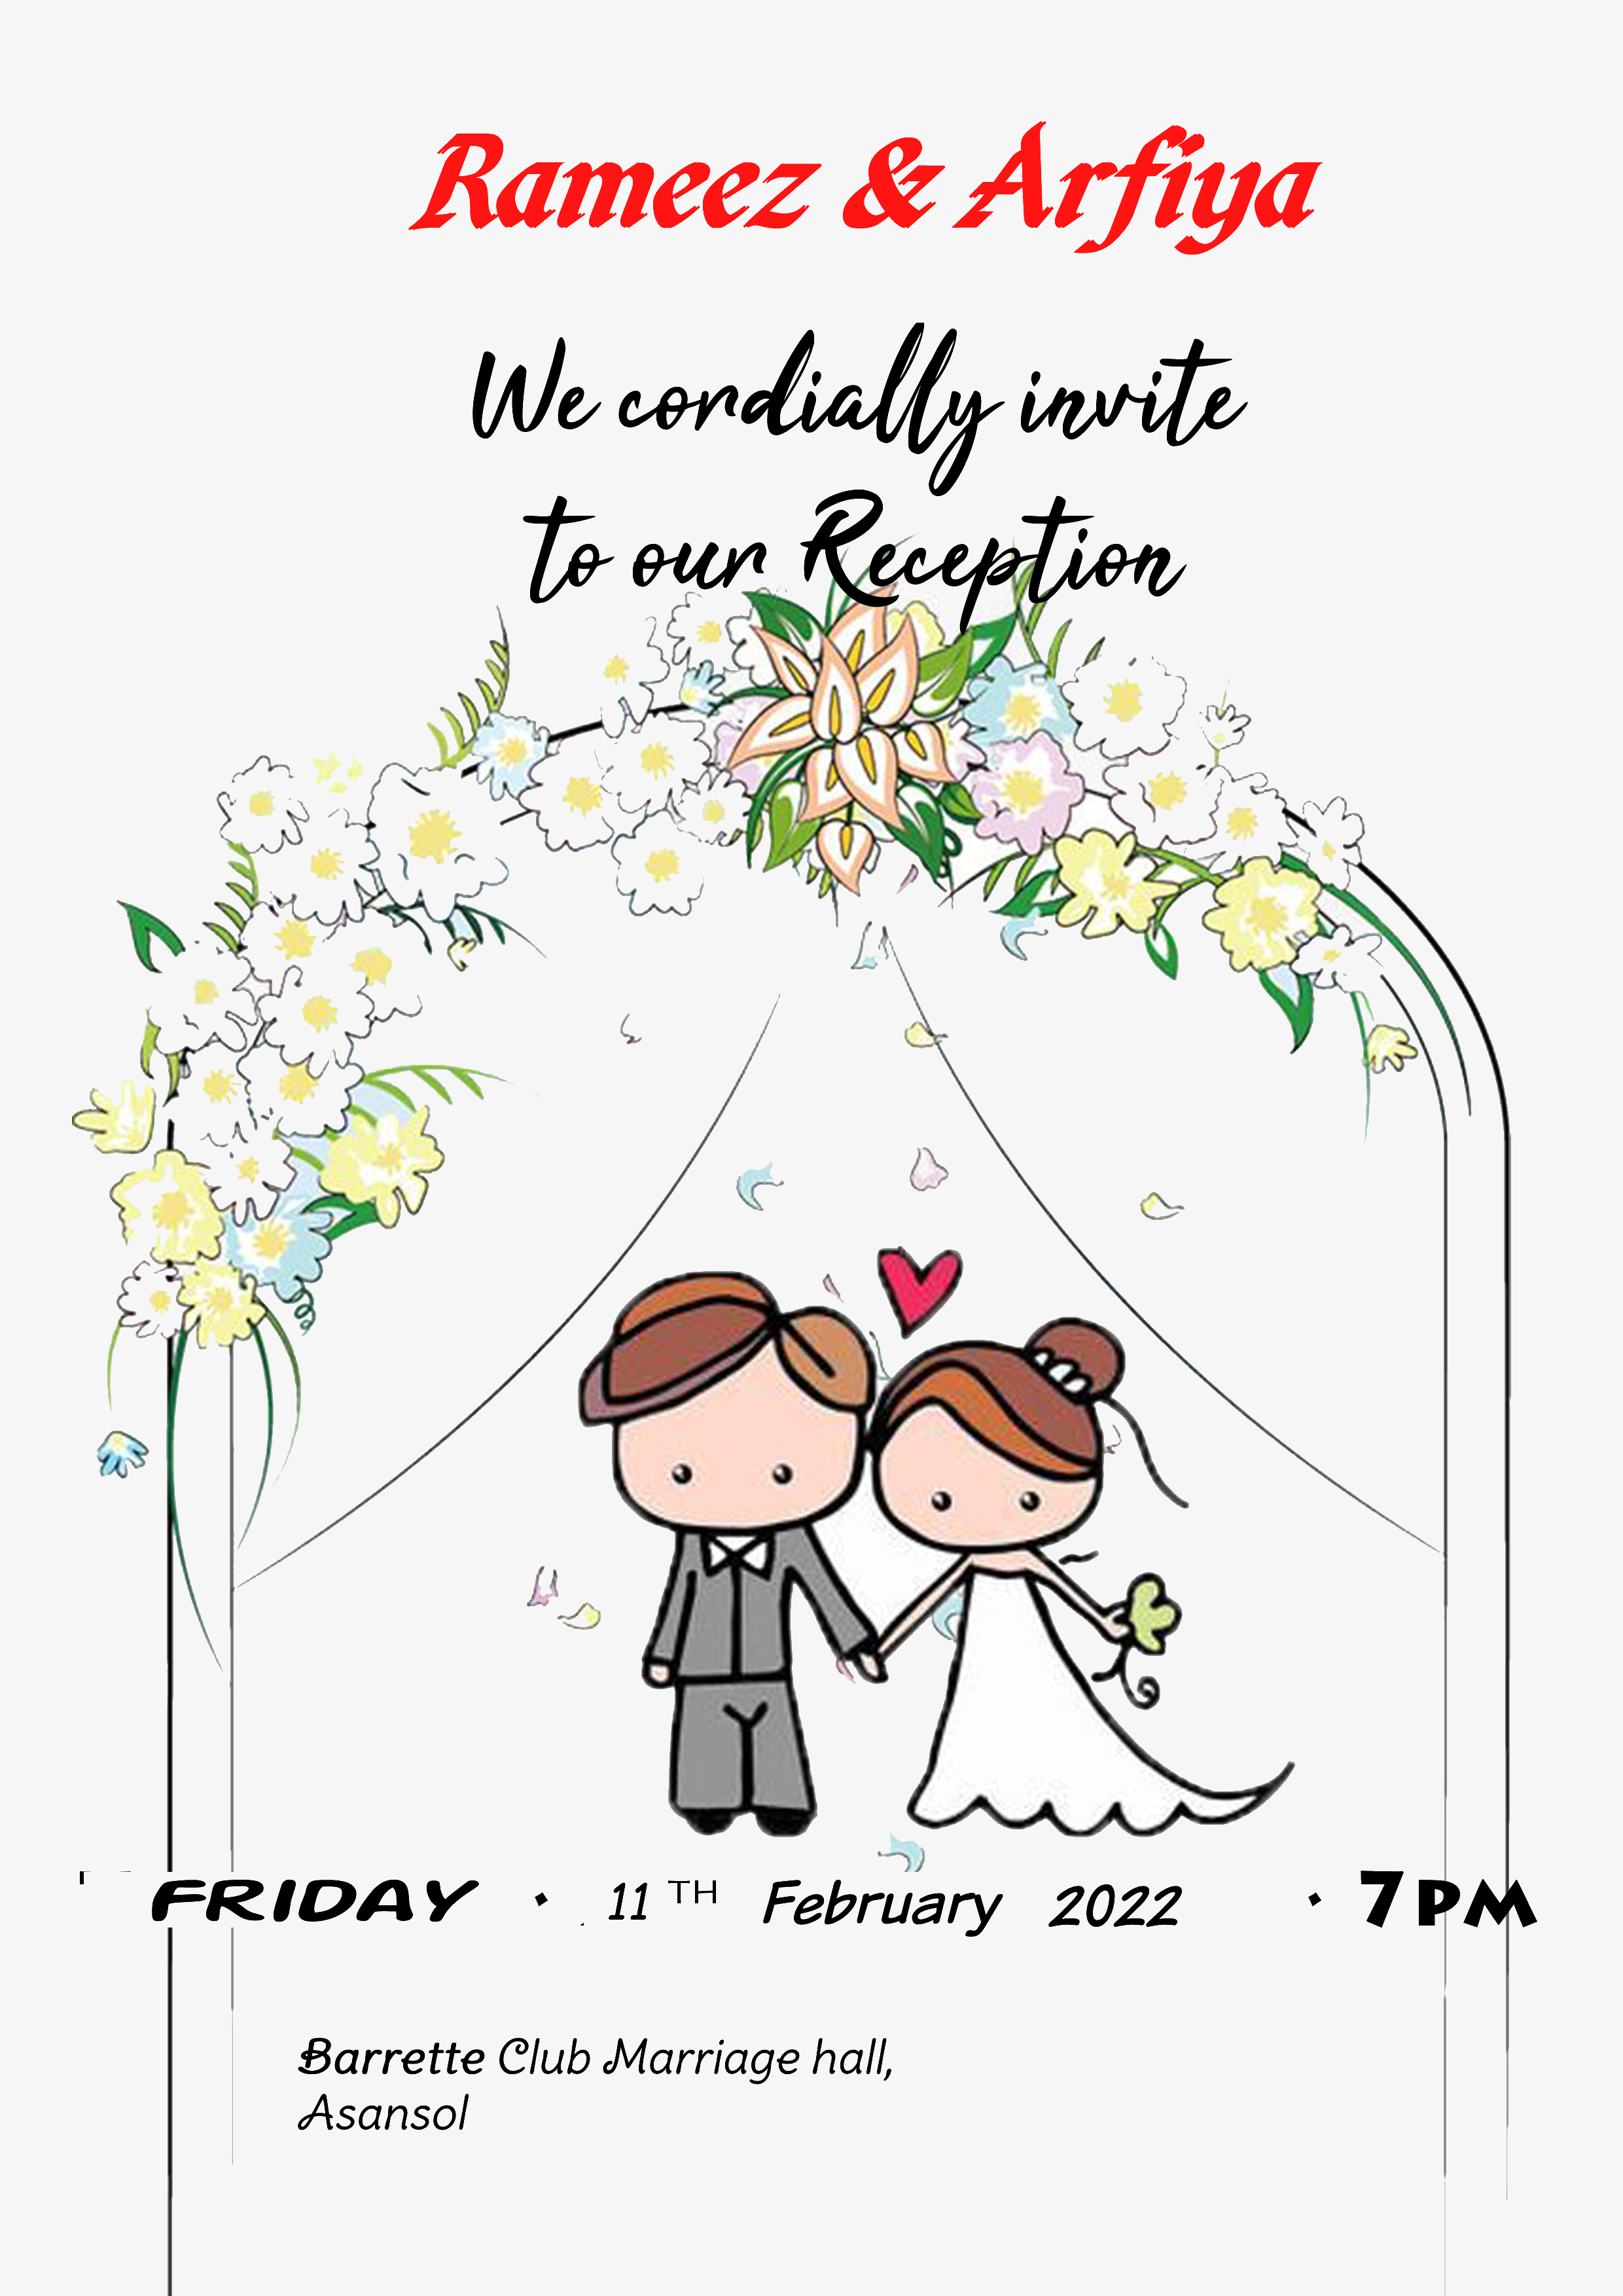 Rameez & Arfiya
We cordially invite
to our Reception
FRIDAY · 11 TH February 2022 · 7PM
Barrette Club Marriage hall,
Asansol